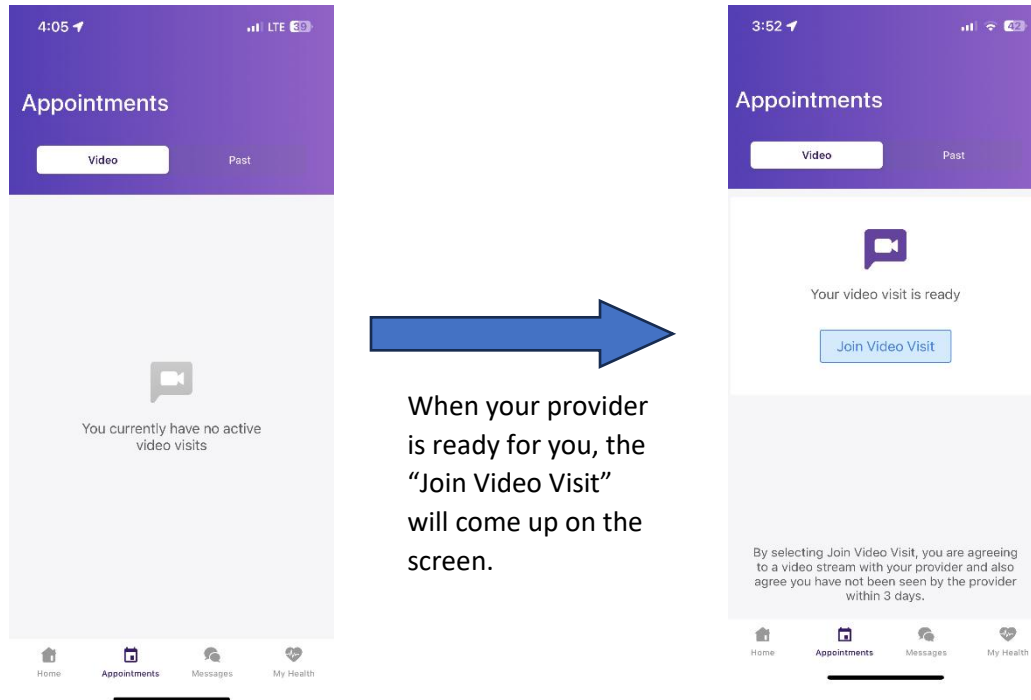 4:05
LTE 39
Appointments
Video Past
You currently have no active
video visits
Home Appointments Messages My Health
When your provider
is ready for you, the
“Join Video Visit”
will come up on the
screen.
3:52
42
Appointments
Video Past
Your video visit is ready
Join Video Visit
By selecting Join Video Visit, you are agreeing
to a video stream with your provider and also
agree you have not been seen by the provider
within 3 days.
Home Appointments Messages My Health